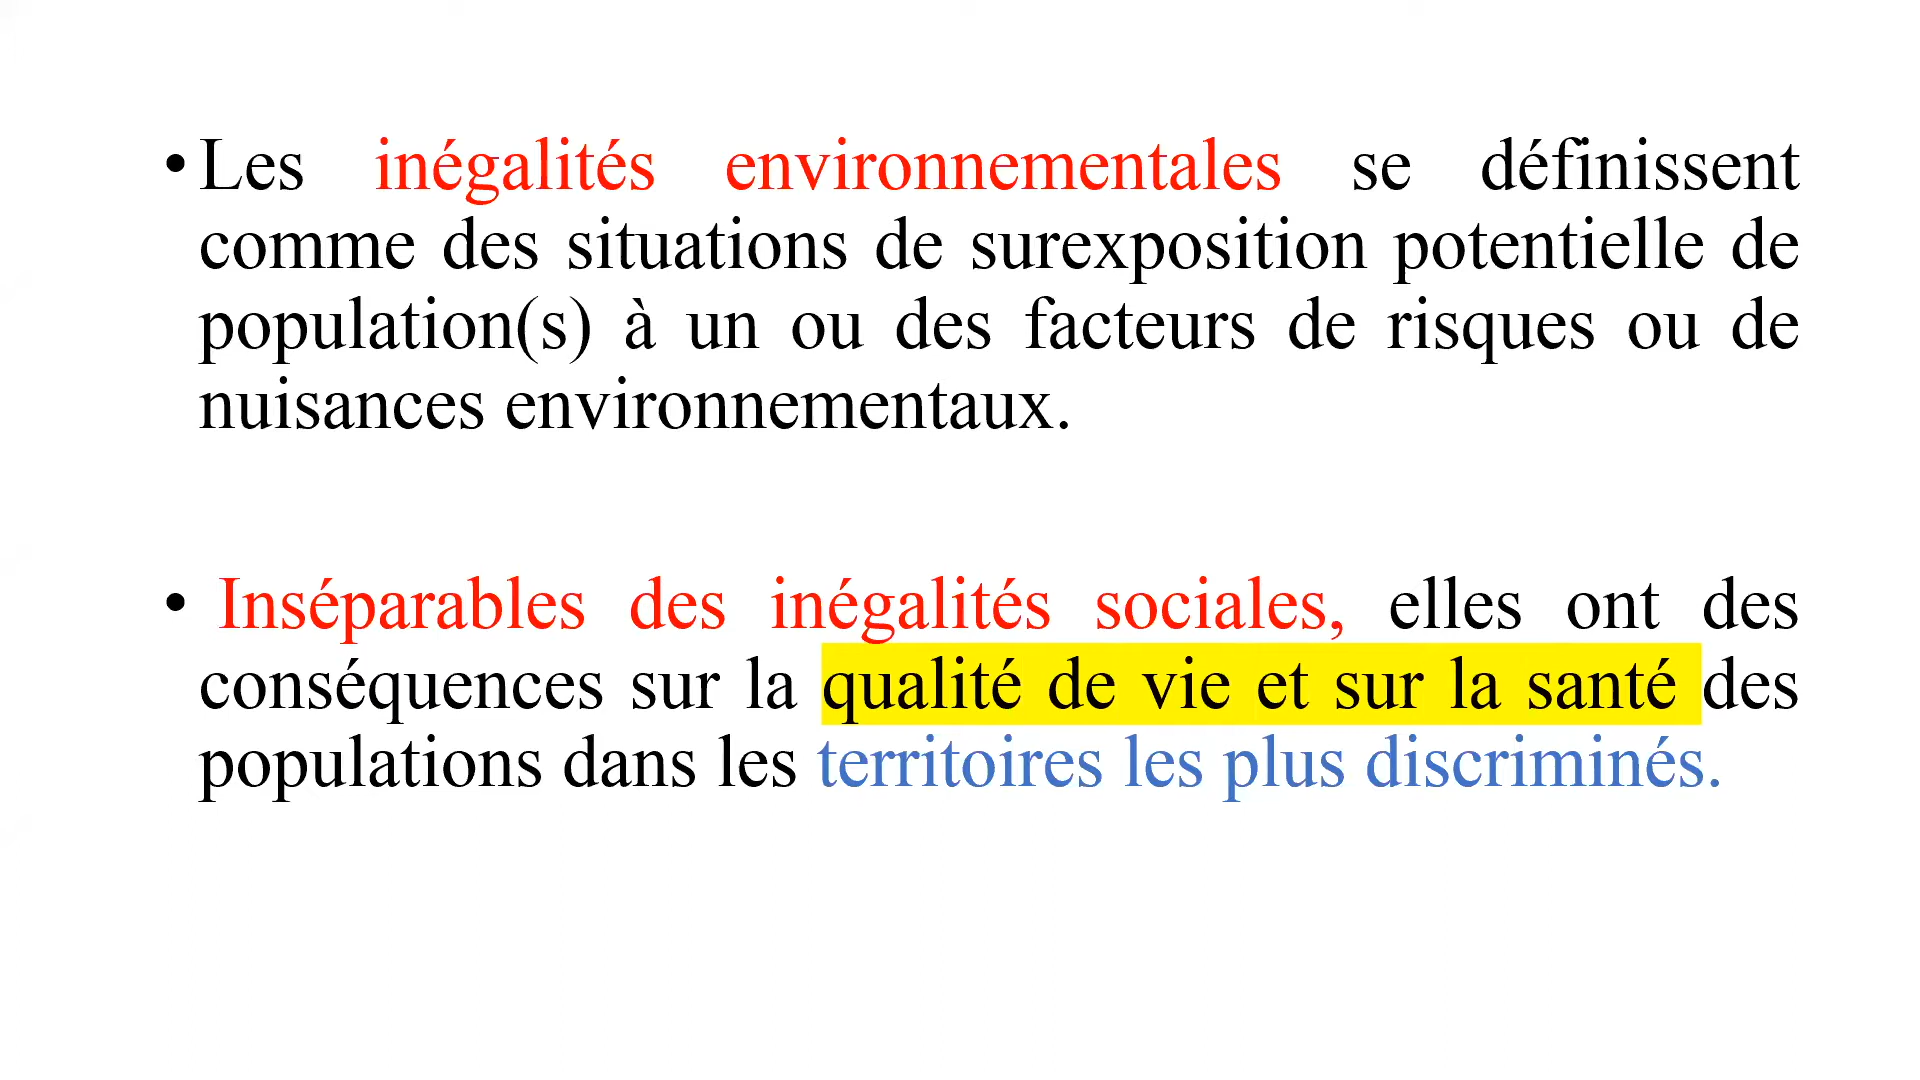 • Les inégalités environnementales se définissent
comme des situations de surexposition potentielle de
population(s) à un ou des facteurs de risques ou de
nuisances environnementaux.
• Inséparables des inégalités sociales, elles ont des
conséquences sur la qualité de vie et sur la santé des
populations dans les territoires les plus discriminés.